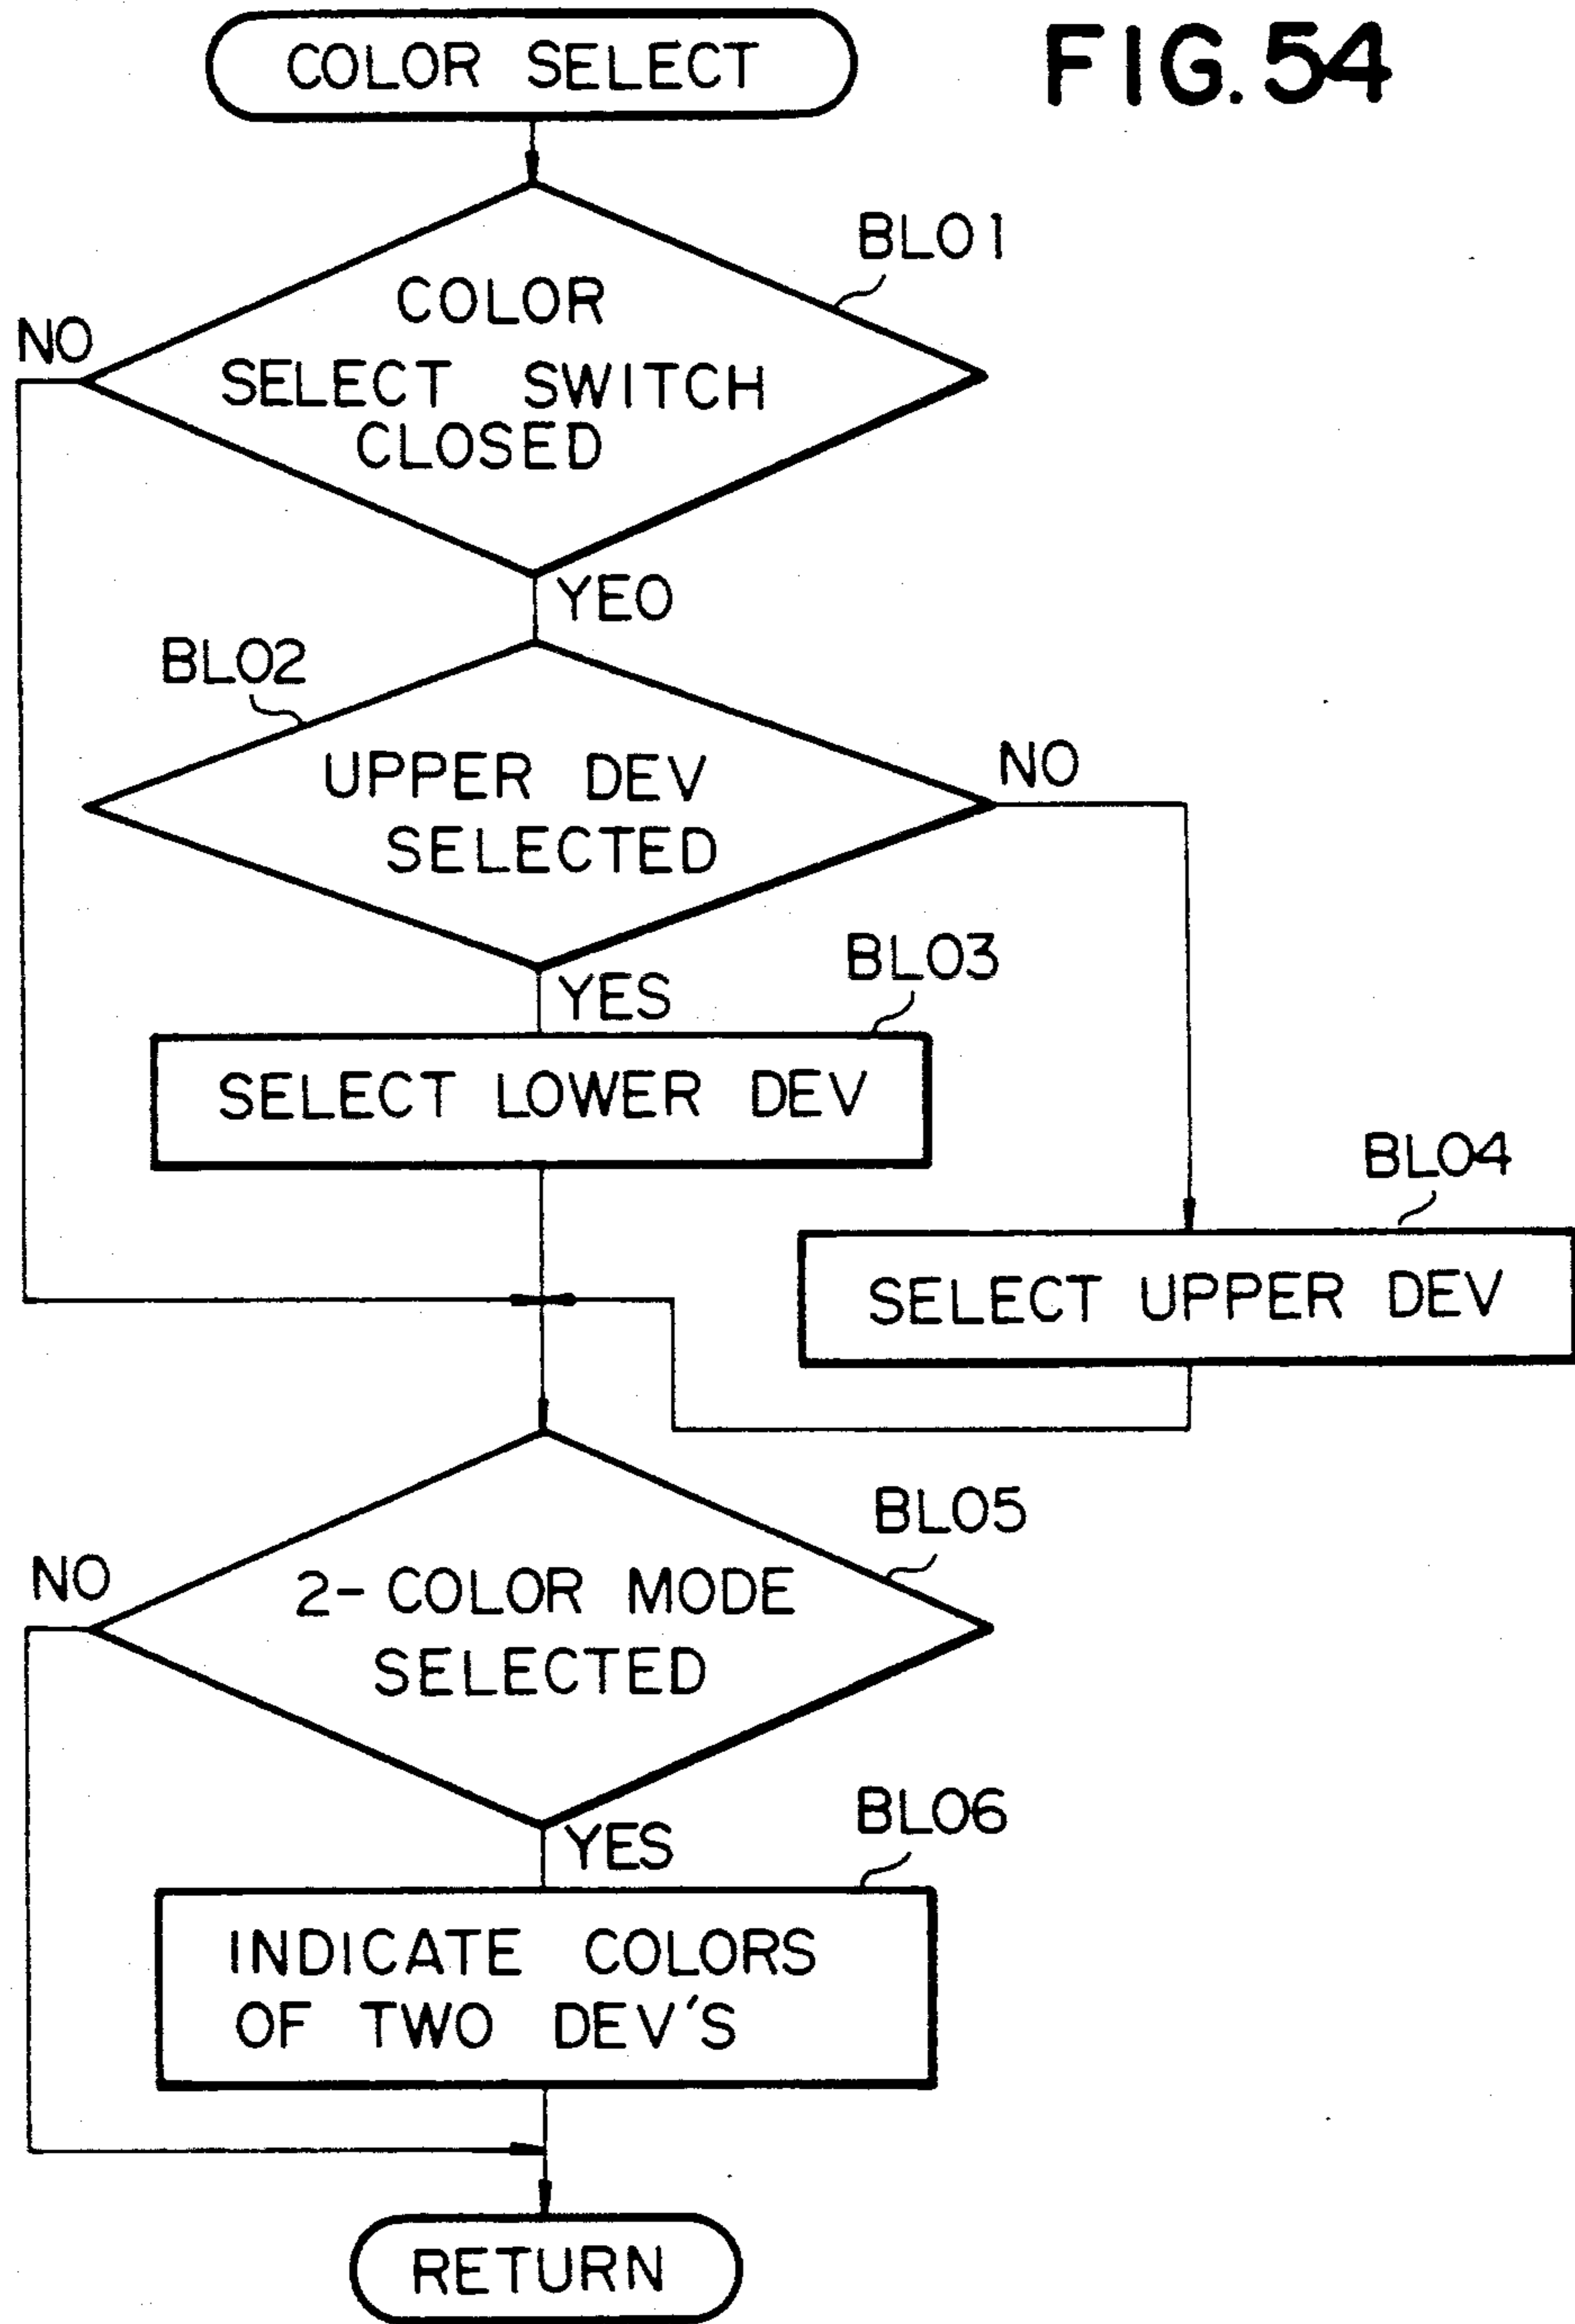 COLOR SELECT
FIG. 54
BL01
COLOR
SELECT SWITCH
CLOSED
NO
YEO
BL02
UPPER DEV
SELECTED
NO
YES
BL03
SELECT LOWER DEV
BL04
SELECT UPPER DEV
BL05
2-COLOR MODE
SELECTED
NO
YES
BL06
INDICATE COLORS
OF TWO DEV'S
RETURN